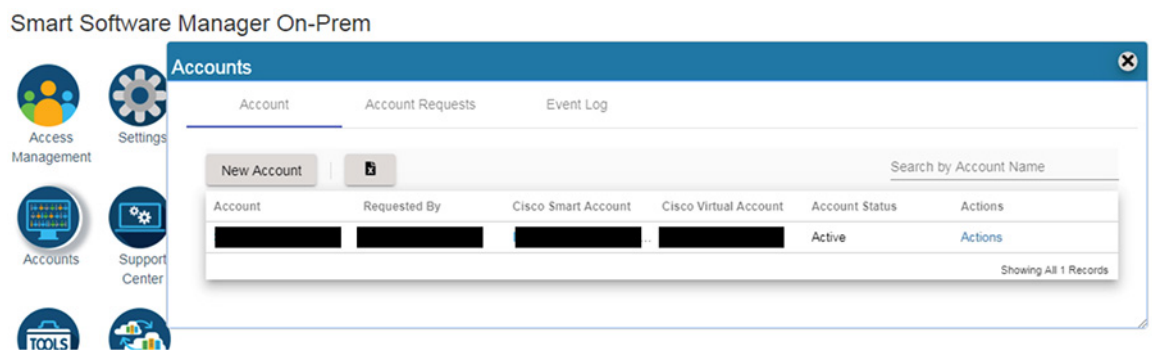 Smart Software Manager On-Prem
Accounts
Access
Management
Settings
Account Account Requests Event Log
New Account
Search by Account Name
Account Requested By Cisco Smart Account Cisco Virtual Account Account Status Actions
... Active Actions
Showing All 1 Records
Accounts
Support
Center
TOOLS